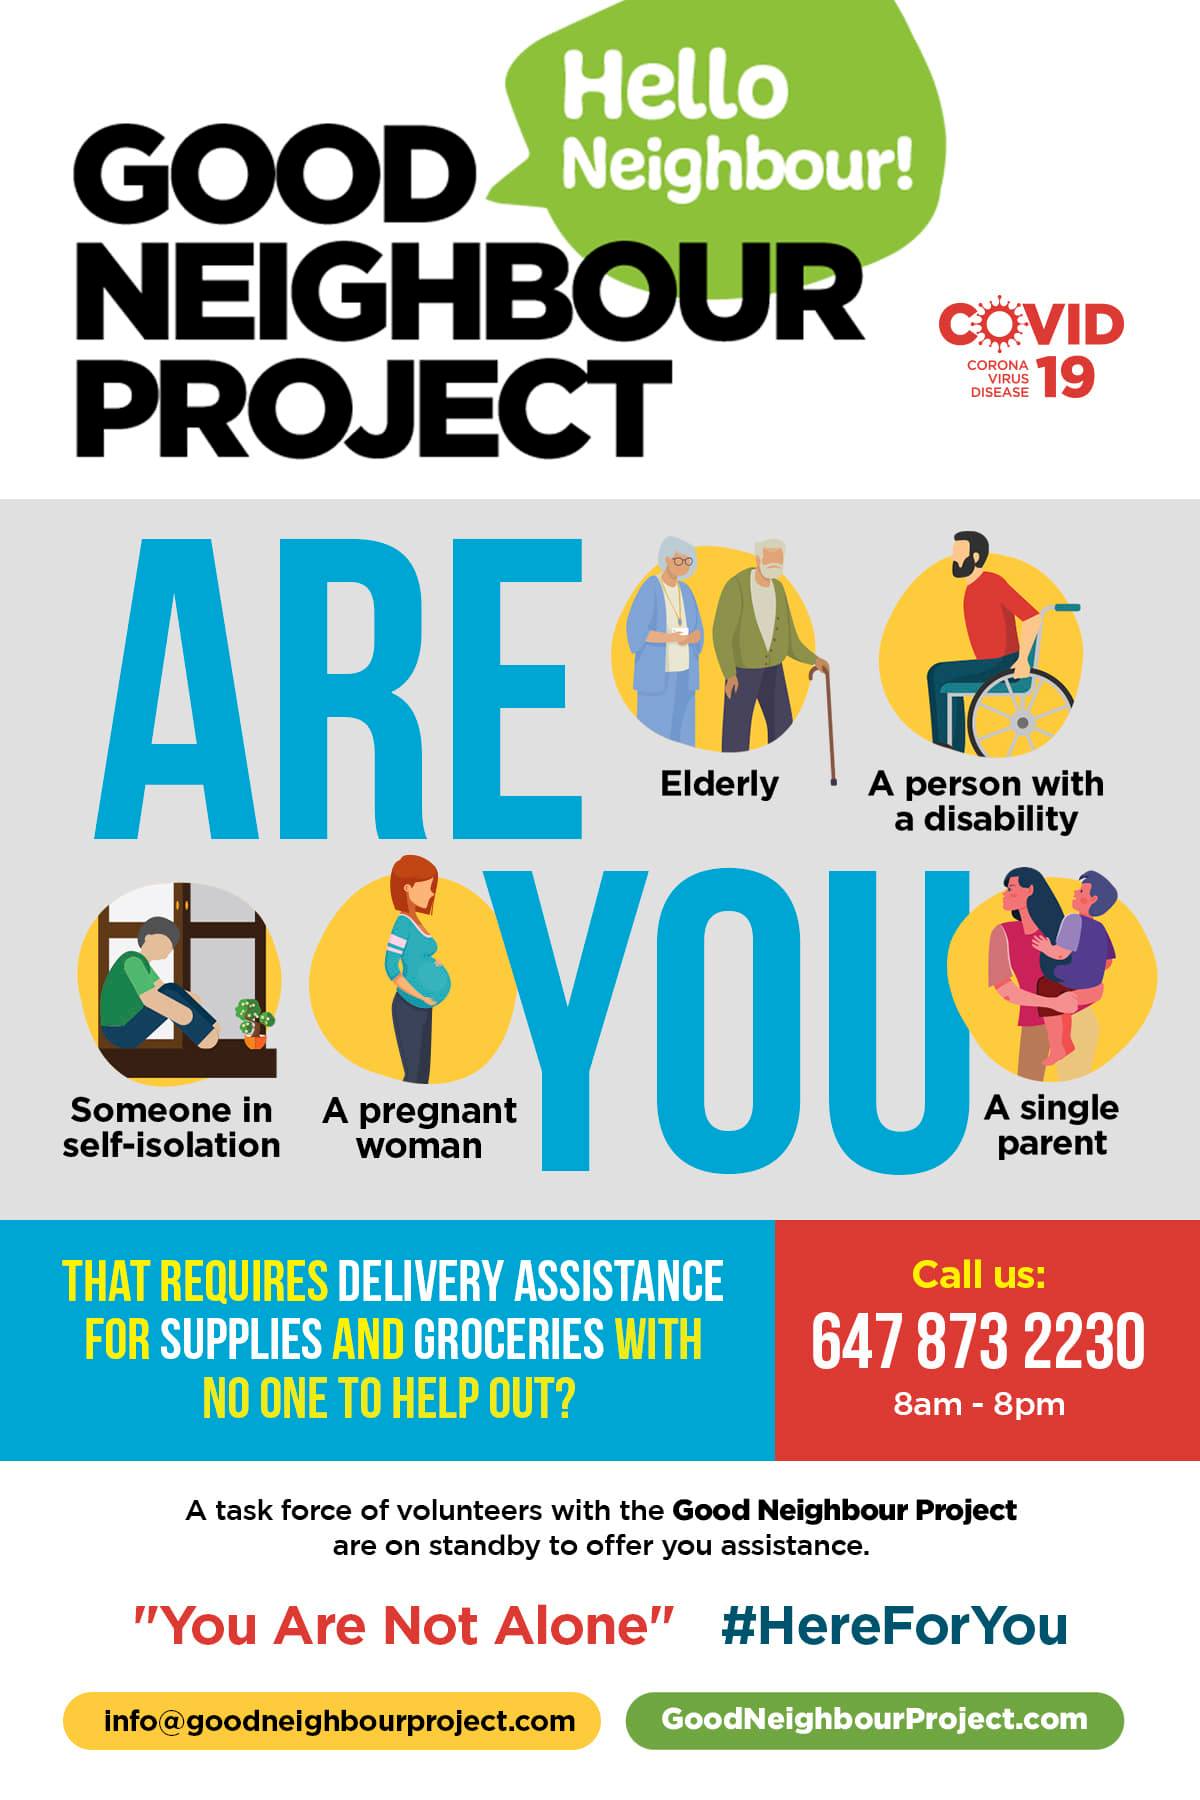 Hello
Neighbour!
GOOD
NEIGHBOUR
PROJECT
COVID
CORONA
VIRUS
DISEASE
19
ARE
Elderly
A person with
a disability
YOU
Someone in
self-isolation
A pregnant
woman
A single
parent
THAT REQUIRES DELIVERY ASSISTANCE
FOR SUPPLIES AND GROCERIES WITH
NO ONE TO HELP OUT?
Call us:
647 873 2230
8am - 8pm
A task force of volunteers with the Good Neighbour Project
are on standby to offer you assistance.
"You Are Not Alone" #HereForYou
info@goodneighbourproject.com
GoodNeighbourProject.com